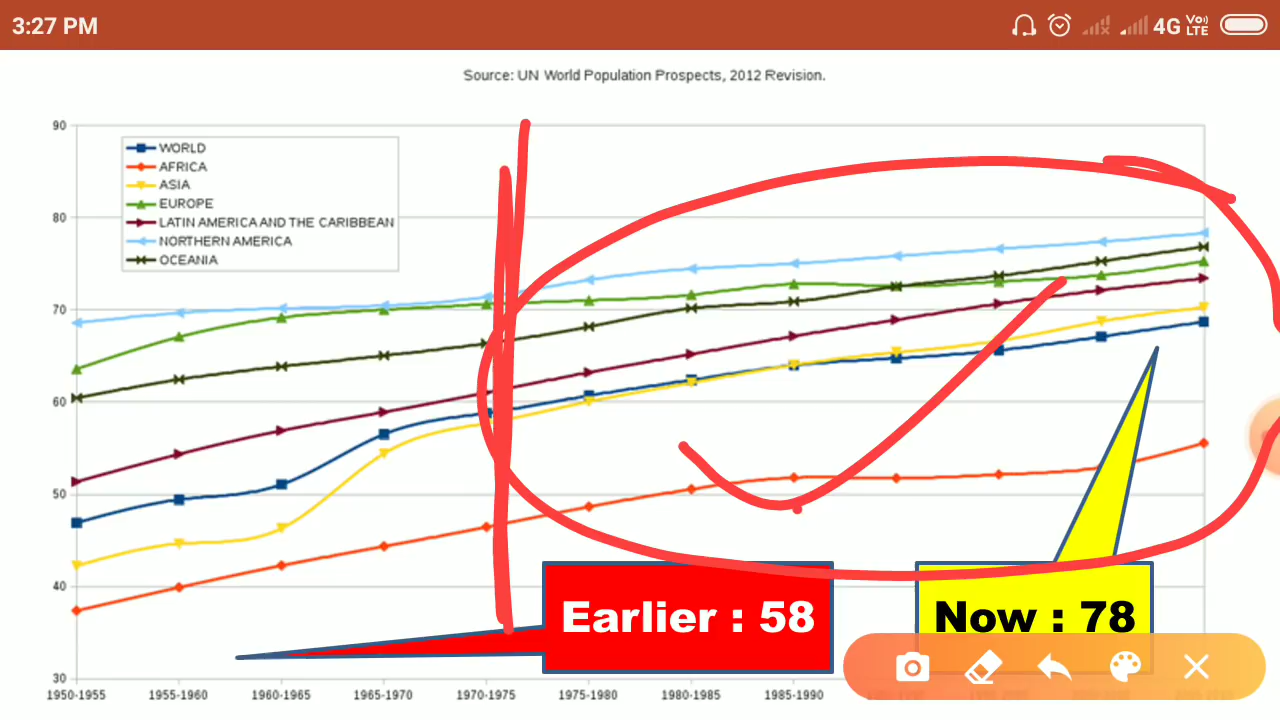 3:27 PM
4G Vo)) LTE
Source: UN World Population Prospects, 2012 Revision.
90
80
70
60
50
40
30
WORLD
AFRICA
ASIA
EUROPE
LATIN AMERICA AND THE CARIBBEAN
NORTHERN AMERICA
OCEANIA
Earlier : 58
Now : 78
1950-1955 1955-1960 1960-1965 1965-1970 1970-1975 1975-1980 1980-1985 1985-1990